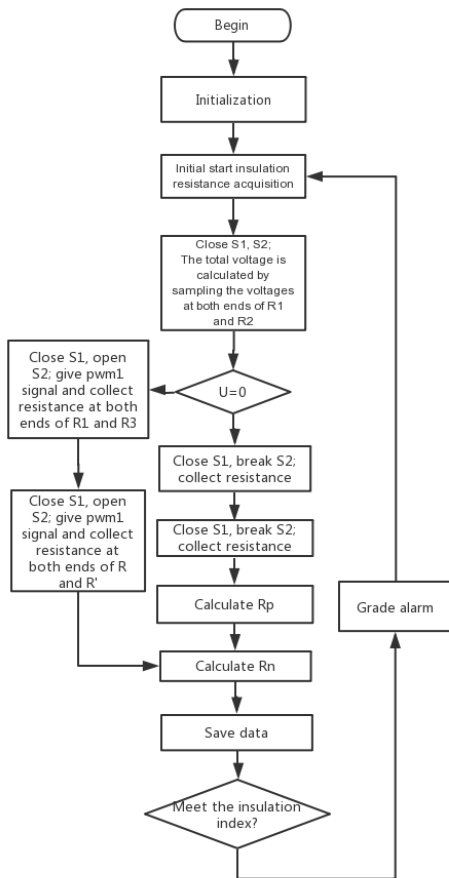 Begin
Initialization
Initial start insulation
resistance acquisition
Close S1, S2;
The total voltage is
calculated by
sampling the voltages
at both ends of R1
and R2
Close S1, open
S2; give pwm1
signal and collect
resistance at both
ends of R1 and R3
U=0
Close S1, break S2;
collect resistance
Close S1, open
S2; give pwm1
signal and collect
resistance at
both ends of R
and R'
Close S1, break S2;
collect resistance
Calculate Rp
Grade alarm
Calculate Rn
Save data
Meet the insulation
index?